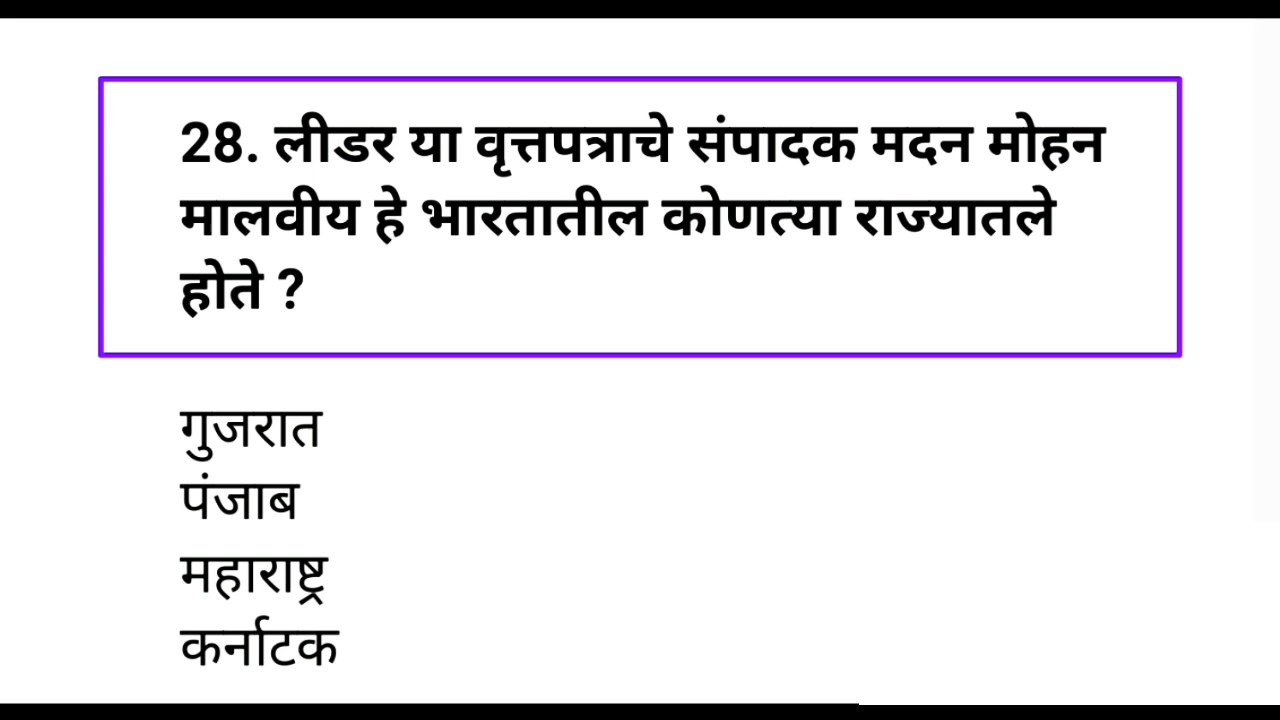 28. लीडर या वृत्तपत्राचे संपादक मदन मोहन
मालवीय हे भारतातील कोणत्या राज्यातले
होते ?
गुजरात
पंजाब
महाराष्ट्र
कर्नाटक